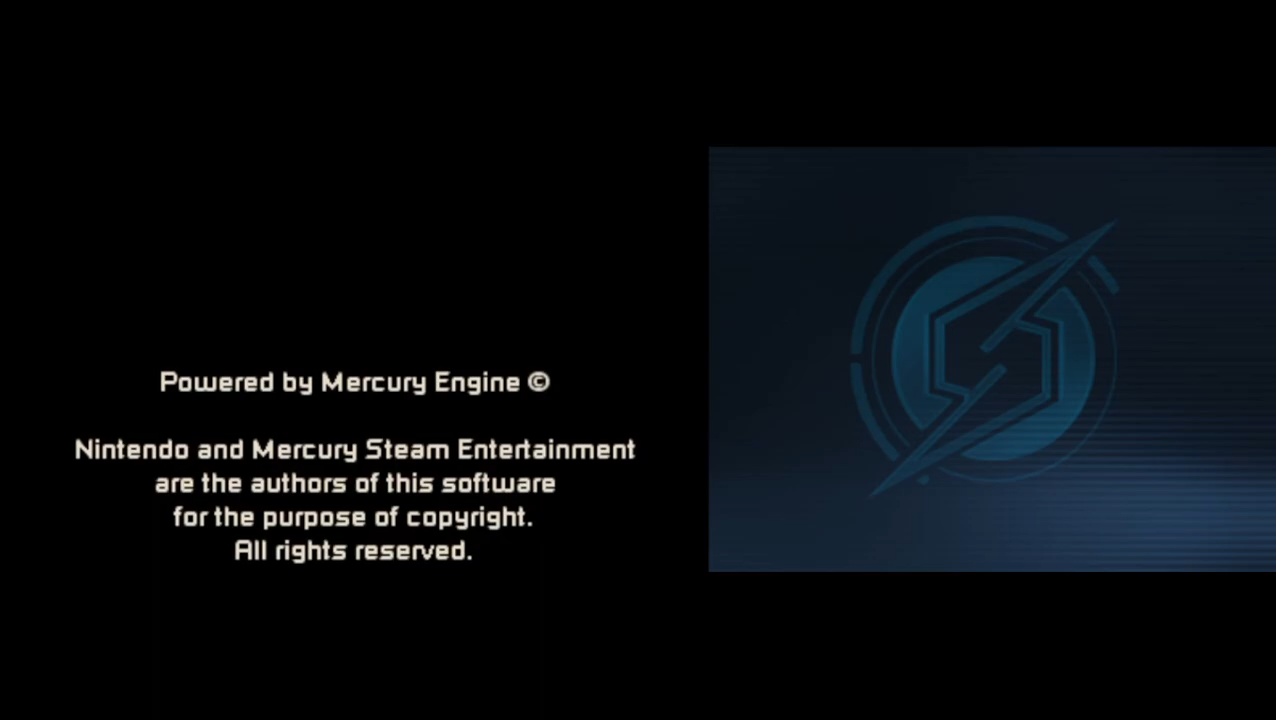 Powered by Mercury Engine ©
Nintendo and Mercury Steam Entertainment
are the authors of this software
for the purpose of copyright.
All rights reserved.